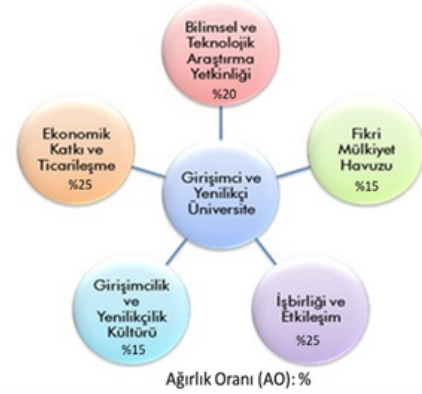 Bilimsel ve
Teknolojik
Araştırma
Yetkinliği
%20
Ekonomik
Katkı ve
Ticarileşme
%25
Fikri
Mülkiyet
Havuzu
%15
Girişimci ve
Yenilikçi
Üniversite
Girişimcilik
ve
Yenilikçilik
Kültürü
%15
İşbirliği ve
Etkileşim
%25
Ağırlık Oranı (AO): %